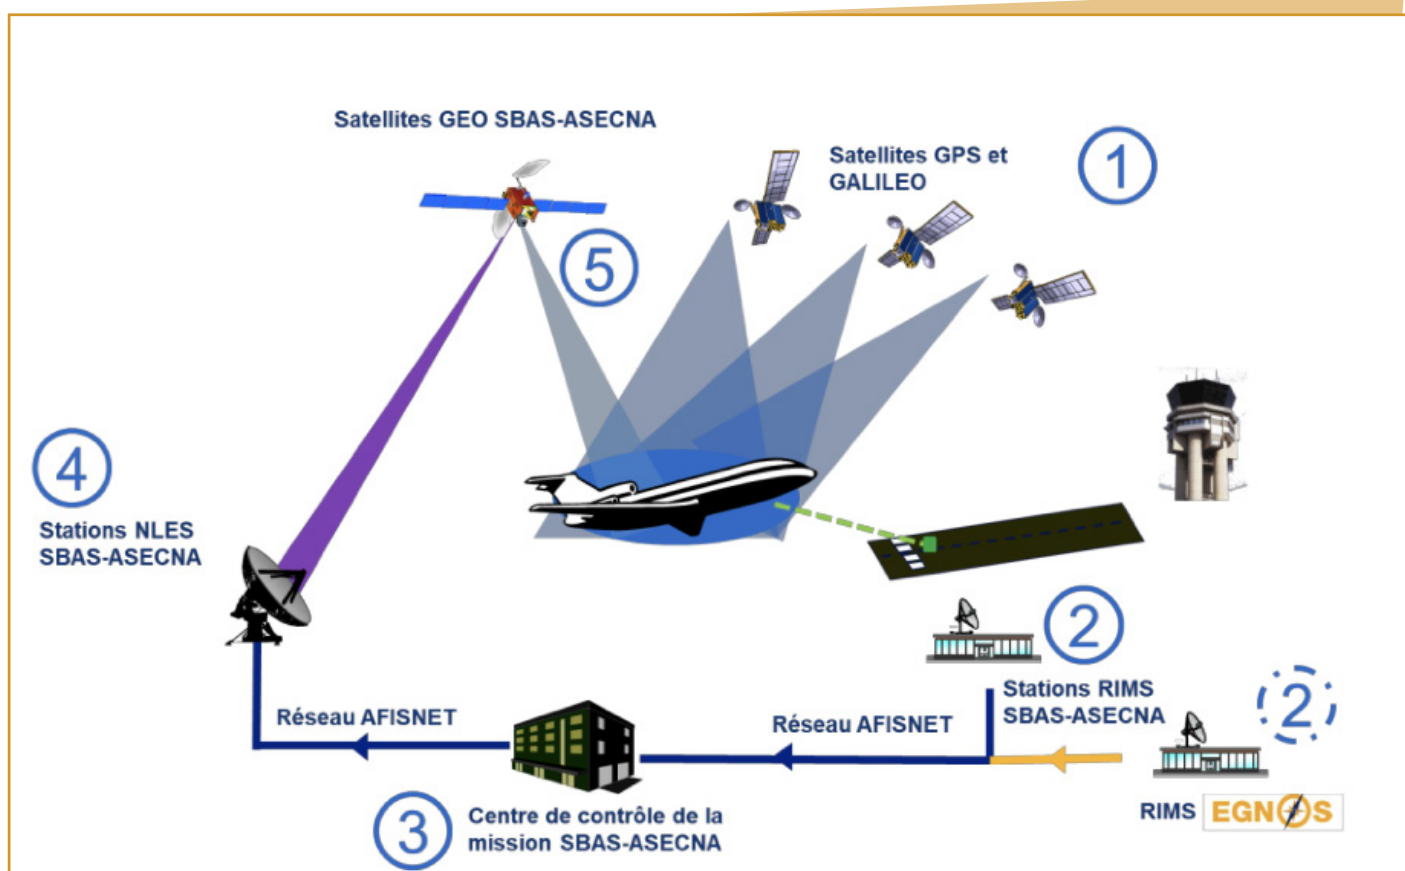 Satellites GEO SBAS-ASECNA
Satellites GPS et
GALILEO
1
5
4
Stations NLES
SBAS-ASECNA
2
Stations RIMS
SBAS-ASECNA
2
Réseau AFISNET
Réseau AFISNET
3
Centre de contrôle de la
mission SBAS-ASECNA
RIMS EGNOS